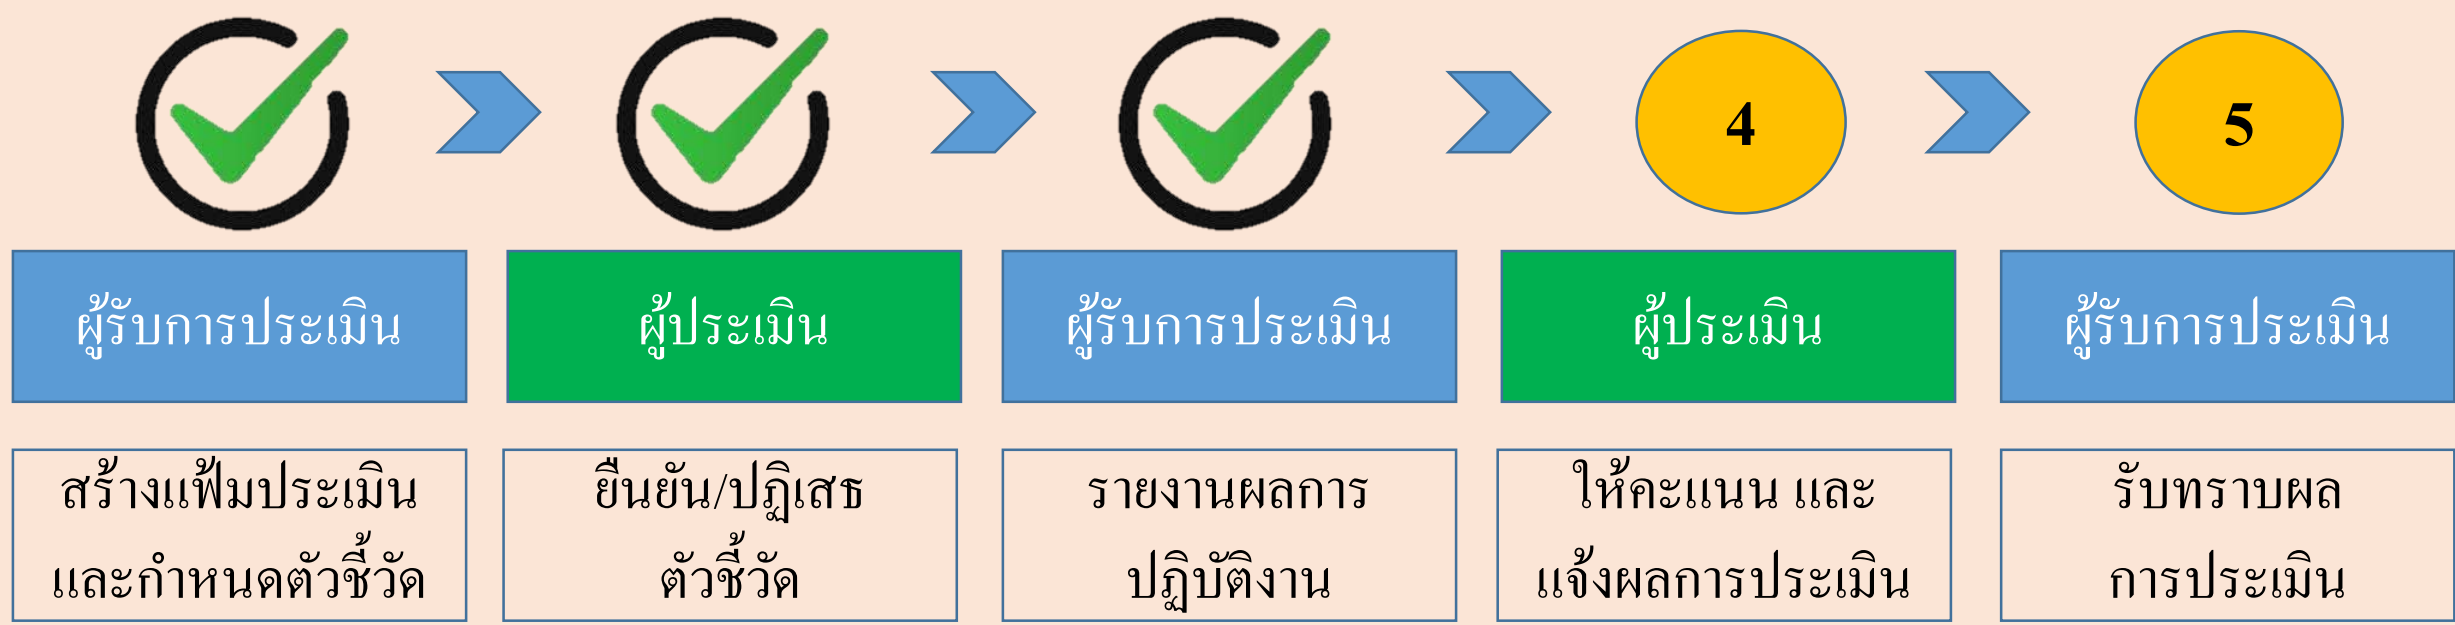 4
5
ผู้รับการประเมิน
ผู้ประเมิน
ผู้รับการประเมิน
ผู้ประเมิน
ผู้รับการประเมิน
สร้างแฟ้มประเมิน
และกำหนดตัวชี้วัด
ยืนยัน/ปฏิเสธ
ตัวชี้วัด
รายงานผลการ
ปฏิบัติงาน
ให้คะแนน และ
แจ้งผลการประเมิน
รับทราบผล
การประเมิน